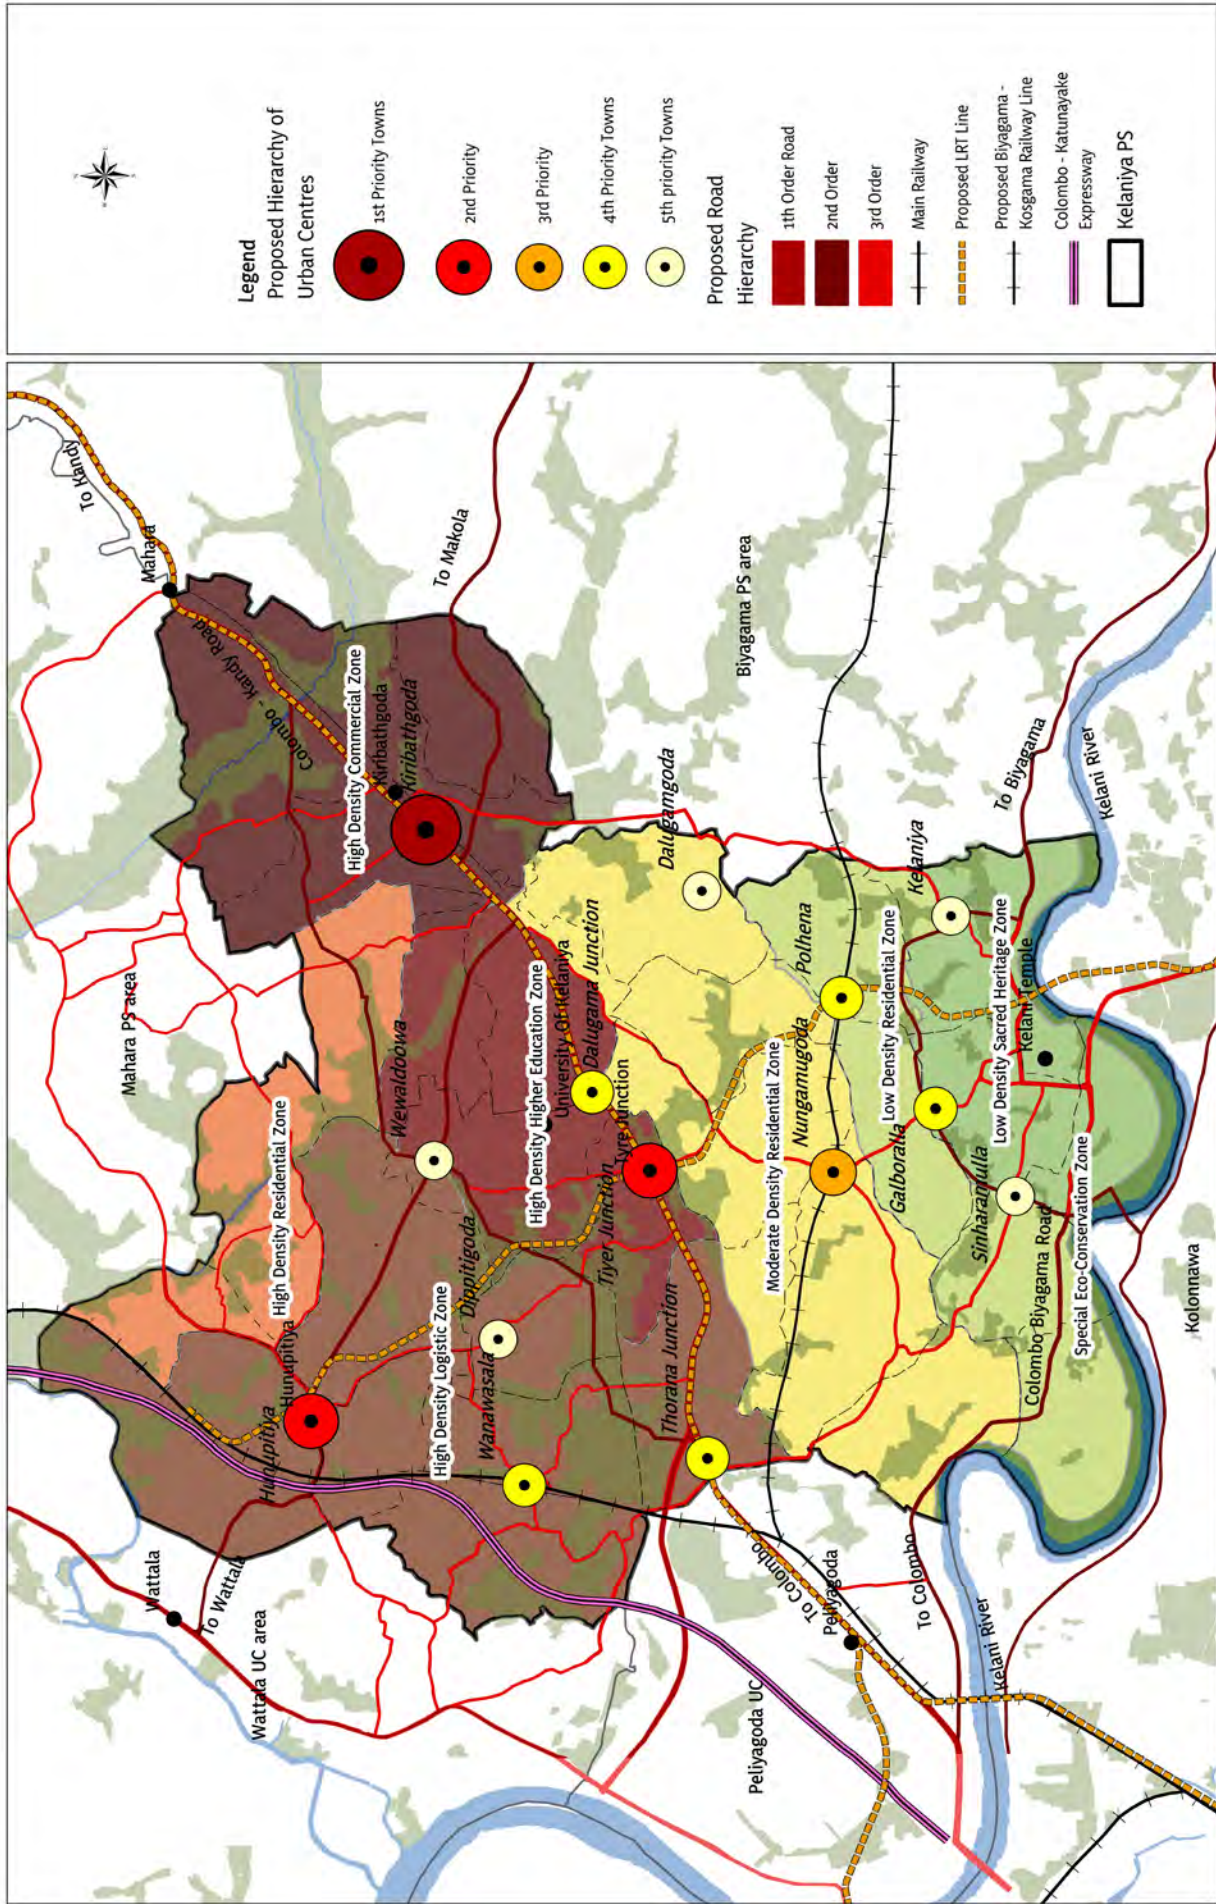 Legend
Proposed Hierarchy of
Urban Centres
1st Priority Towns
2nd Priority
3rd Priority
4th Priority Towns
5th priority Towns
Proposed Road
Hierarchy
1th Order Road
2nd Order
3rd Order
Main Railway
Proposed LRT Line
Proposed Biyagama -
Kosgama Railway Line
Colombo - Katunayake
Expressway
Kelaniya PS
Wattala
To Wattala
Wattala UC area
Mahara PS area
Mahara
To Kandy
Colombo - Kandy Road
High Density Residential Zone
Hunupitiya
Hunupitiya
High Density Commercial Zone
Kiribathgoda
Kiribathgoda
To Makola
Wewaldoowa
High Density Logistic Zone
Dippitigoda
Wanawasala
High Density Higher Education Zone
University Of Kelaniya
Dalugama Junction
Tiyer Junction
Tyre Junction
Thorana Junction
Dalugamgoda
Biyagama PS area
Moderate Density Residential Zone
Nungamugoda
Polhena
To Colombo
Peliyagoda
Peliyagoda UC
Low Density Residential Zone
Galboralla
Kelaniya
To Colombo
Sinharamulla
Low Density Sacred Heritage Zone
Kelani Temple
To Biyagama
Kelani River
Colombo Biyagama Road
Special Eco-Conservation Zone
Kelani River
Kolonnawa